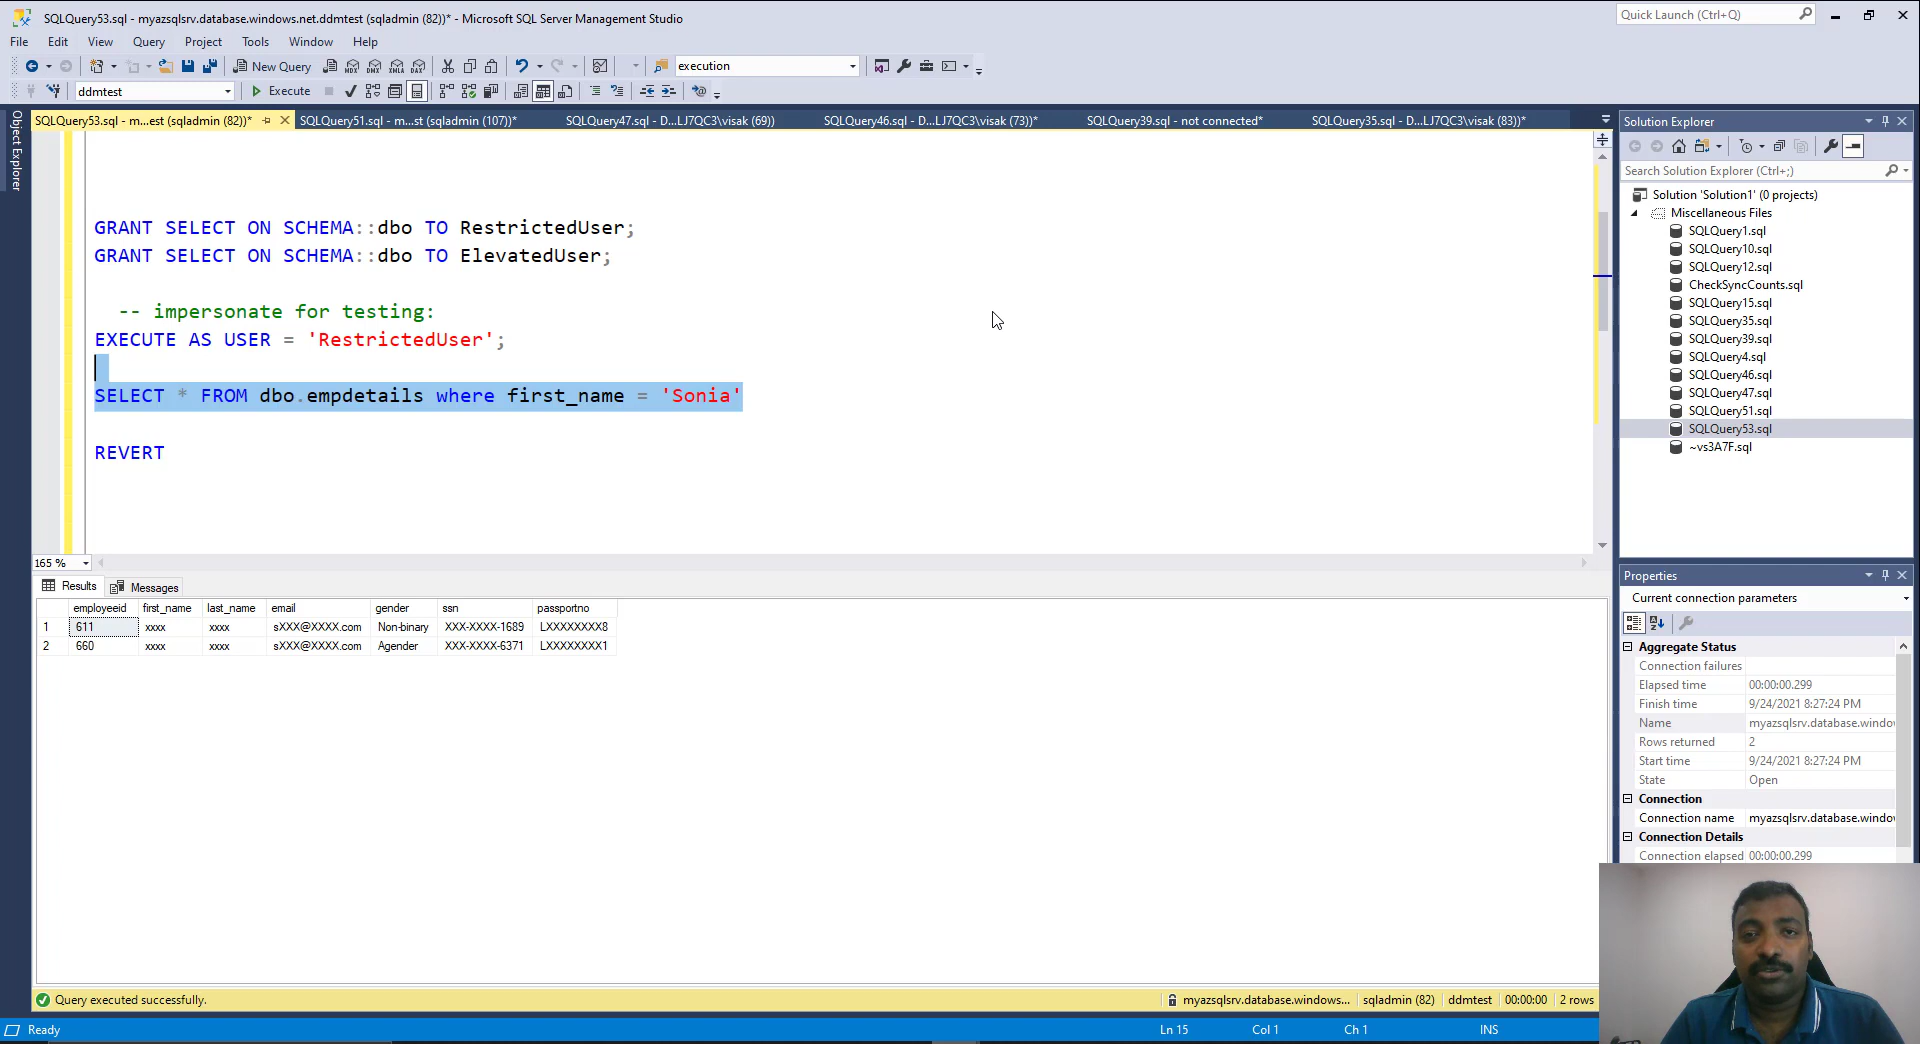 SQLQuery53.sql - myazsqlsrv.database.windows.net.ddmtest (sqladmin (82))* - Microsoft SQL Server Management Studio
Quick Launch (Ctrl+Q)
File Edit View Query Project Tools Window Help
New Query MDX DMX XMLA DAX execution
ddmtest Execute
SQLQuery53.sql - m...est (sqladmin (82))* SQLQuery51.sql - m...st (sqladmin (107))* SQLQuery47.sql - D...LJ7QC3\visak (69)) SQLQuery46.sql - D...LJ7QC3\visak (73))* SQLQuery39.sql - not connected* SQLQuery35.sql - D...LJ7QC3\visak (83))*
Object Explorer
GRANT SELECT ON SCHEMA::dbo TO RestrictedUser;
GRANT SELECT ON SCHEMA::dbo TO ElevatedUser;
-- impersonate for testing:
EXECUTE AS USER = 'RestrictedUser';
SELECT * FROM dbo.empdetails where first_name = 'Sonia'
REVERT
165 %
Results Messages
employeeid first_name last_name email gender ssn passportno
1 611 xxxx xxxx sXXX@XXXX.com Non-binary XXX-XXXX-1689 LXXXXXXXX8
2 660 xxxx xxxx sXXX@XXXX.com Agender XXX-XXXX-6371 LXXXXXXXX1
Query executed successfully. myazsqlsrv.database.windows... sqladmin (82) ddmtest 00:00:00 2 rows
Ready Ln 15 Col 1 Ch 1 INS
Solution Explorer
Search Solution Explorer (Ctrl+;)
Solution 'Solution1' (0 projects)
Miscellaneous Files
SQLQuery1.sql
SQLQuery10.sql
SQLQuery12.sql
CheckSyncCounts.sql
SQLQuery15.sql
SQLQuery35.sql
SQLQuery39.sql
SQLQuery4.sql
SQLQuery46.sql
SQLQuery47.sql
SQLQuery51.sql
SQLQuery53.sql
~vs3A7F.sql
Properties
Current connection parameters
Aggregate Status
Connection failures
Elapsed time 00:00:00.299
Finish time 9/24/2021 8:27:24 PM
Name myazsqlsrv.database.windo
Rows returned 2
Start time 9/24/2021 8:27:24 PM
State Open
Connection
Connection name myazsqlsrv.database.windo
Connection Details
Connection elapsed 00:00:00.299